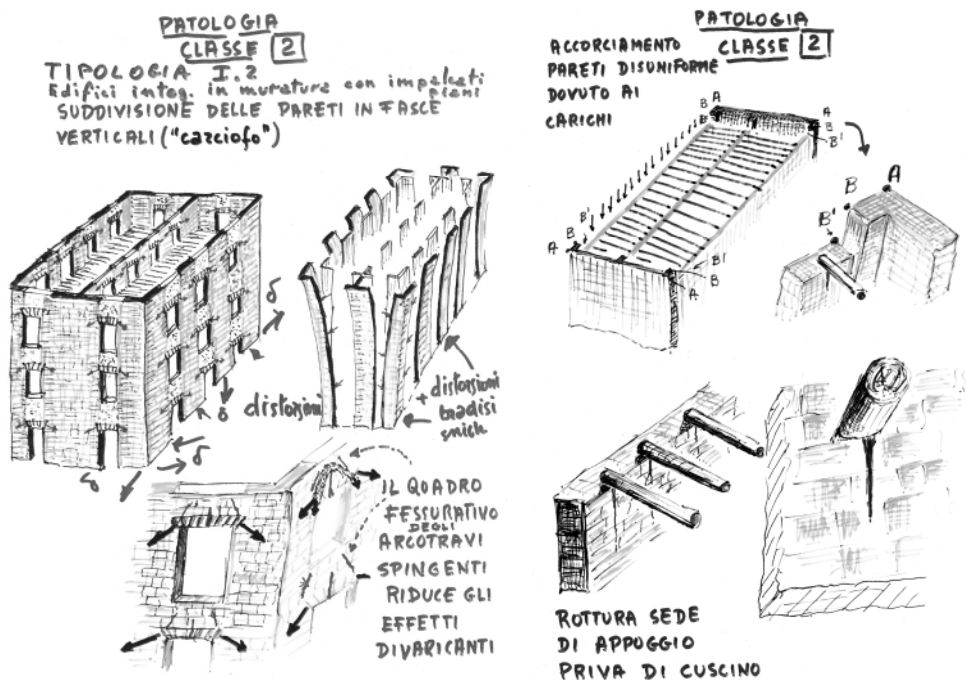 PATOLOGIA
CLASSE 2
TIPOLOGIA I.2
Edifici integ. in muratura con impalcati
piani
SUDDIVISIONE DELLE PARETI IN FASCE
VERTICALI ("carciofo")
δ
δ
distorsioni
δ
δ
+ distorsioni
IL QUADRO
FESSURATIVO
DEGLI
ARCOTRAVI
SPINGENTI
RIDUCE GLI
EFFETTI
DIVARICANTI
PATOLOGIA
CLASSE 2
ACCORCIAMENTO
PARETI DISUNIFORME
DOVUTO AI
CARICHI
A
B
B
A
B
B'
B'
B
A
B'
B
A
A
B
B'
ROTTURA SEDE
DI APPOGGIO
PRIVA DI CUSCINO